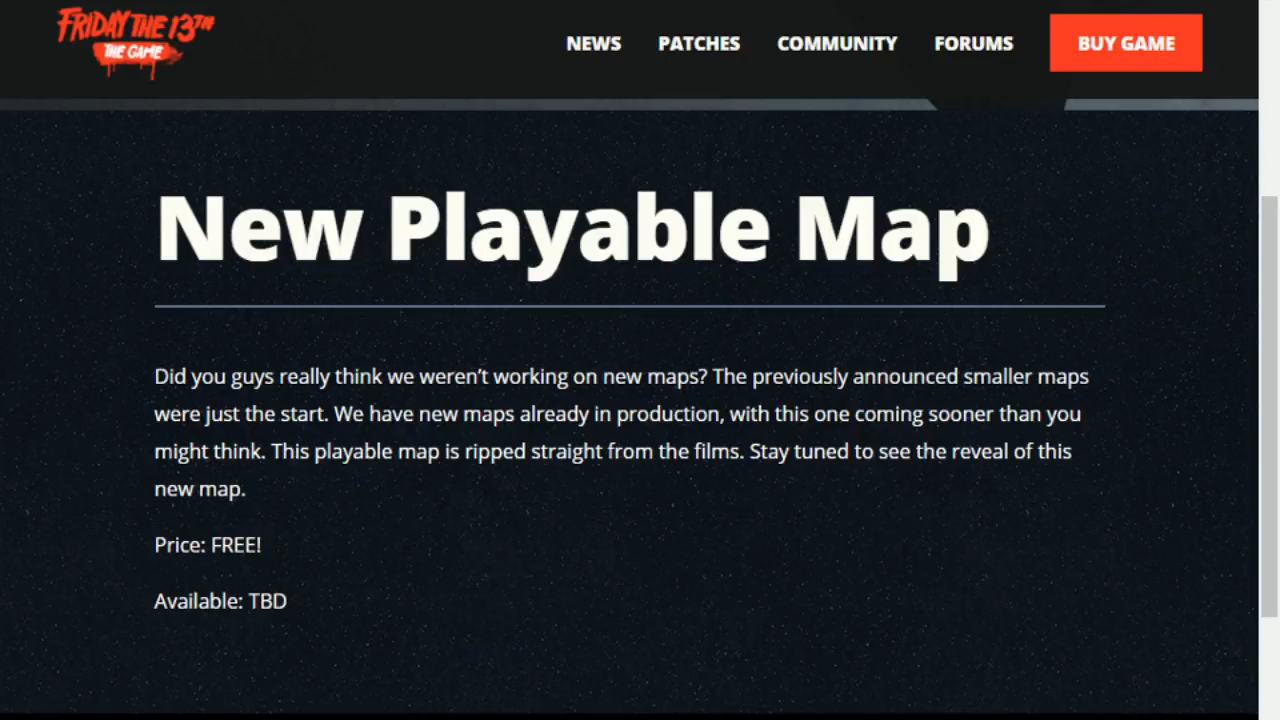 FRIDAY THE 13TH
THE GAME
NEWS PATCHES COMMUNITY FORUMS BUY GAME
New Playable Map
Did you guys really think we weren’t working on new maps? The previously announced smaller maps
were just the start. We have new maps already in production, with this one coming sooner than you
might think. This playable map is ripped straight from the films. Stay tuned to see the reveal of this
new map.
Price: FREE!
Available: TBD